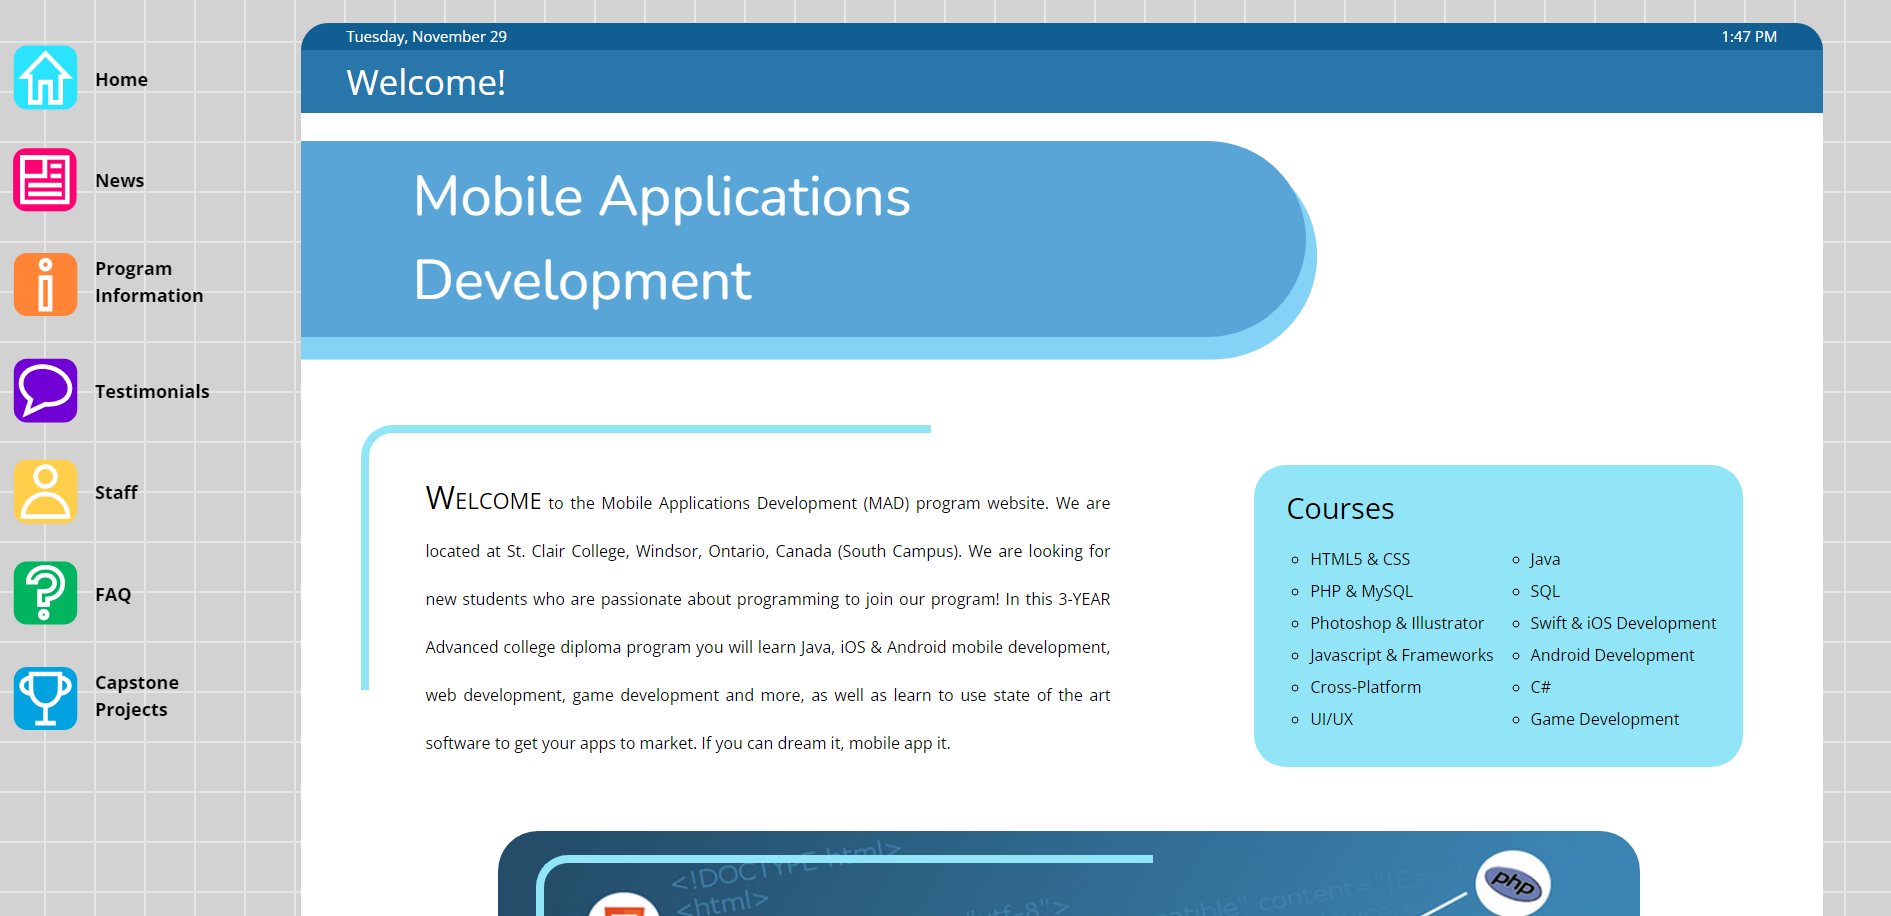 Tuesday, November 29
1:47 PM
Welcome!
Home
News
Program
Information
Testimonials
Staff
FAQ
Capstone
Projects
Mobile Applications
Development
WELCOME to the Mobile Applications Development (MAD) program website. We are
located at St. Clair College, Windsor, Ontario, Canada (South Campus). We are looking for
new students who are passionate about programming to join our program! In this 3-YEAR
Advanced college diploma program you will learn Java, iOS & Android mobile development,
web development, game development and more, as well as learn to use state of the art
software to get your apps to market. If you can dream it, mobile app it.
Courses
HTML5 & CSS
PHP & MySQL
Photoshop & Illustrator
Javascript & Frameworks
Cross-Platform
UI/UX
Java
SQL
Swift & iOS Development
Android Development
C#
Game Development
<!DOCTYPE html>
<html>
php